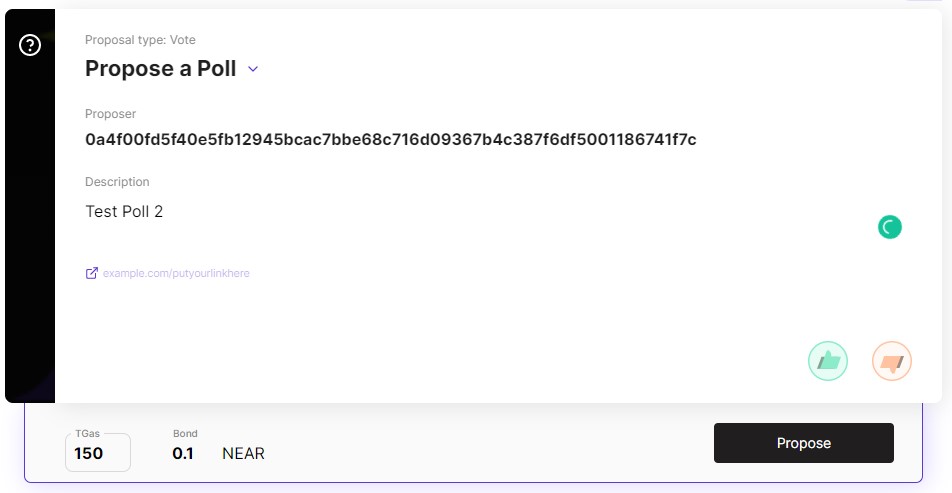 Proposal type: Vote
Propose a Poll
Proposer
0a4f00fd5f40e5fb12945bcac7bbe68c716d09367b4c387f6df5001186741f7c
Description
Test Poll 2
example.com/putyourlinkhere
TGas
150
Bond
0.1 NEAR
Propose